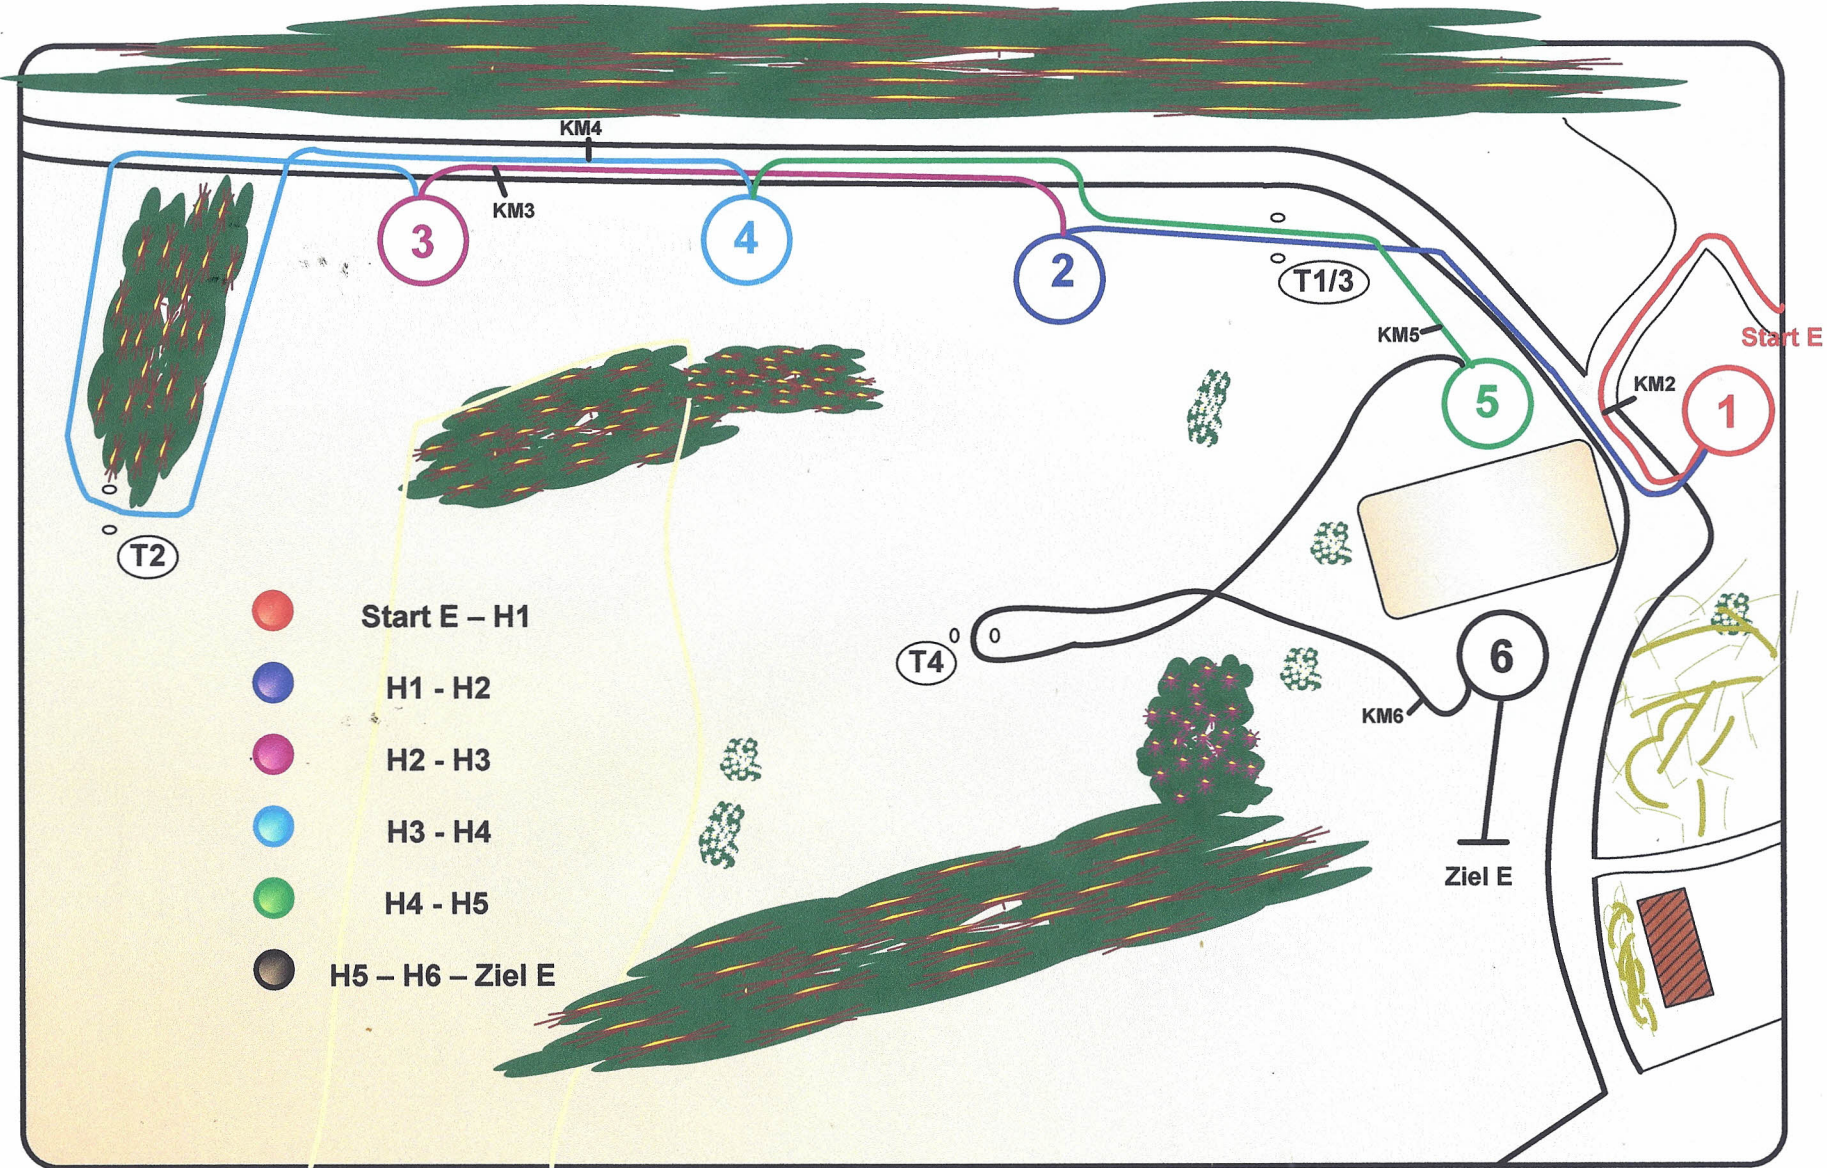 KM4
KM3
3
4
2
T1/3
KM5
Start E
KM2
1
5
T2
Start E – H1
H1 - H2
H2 - H3
H3 - H4
H4 - H5
H5 – H6 – Ziel E
T4
6
KM6
Ziel E